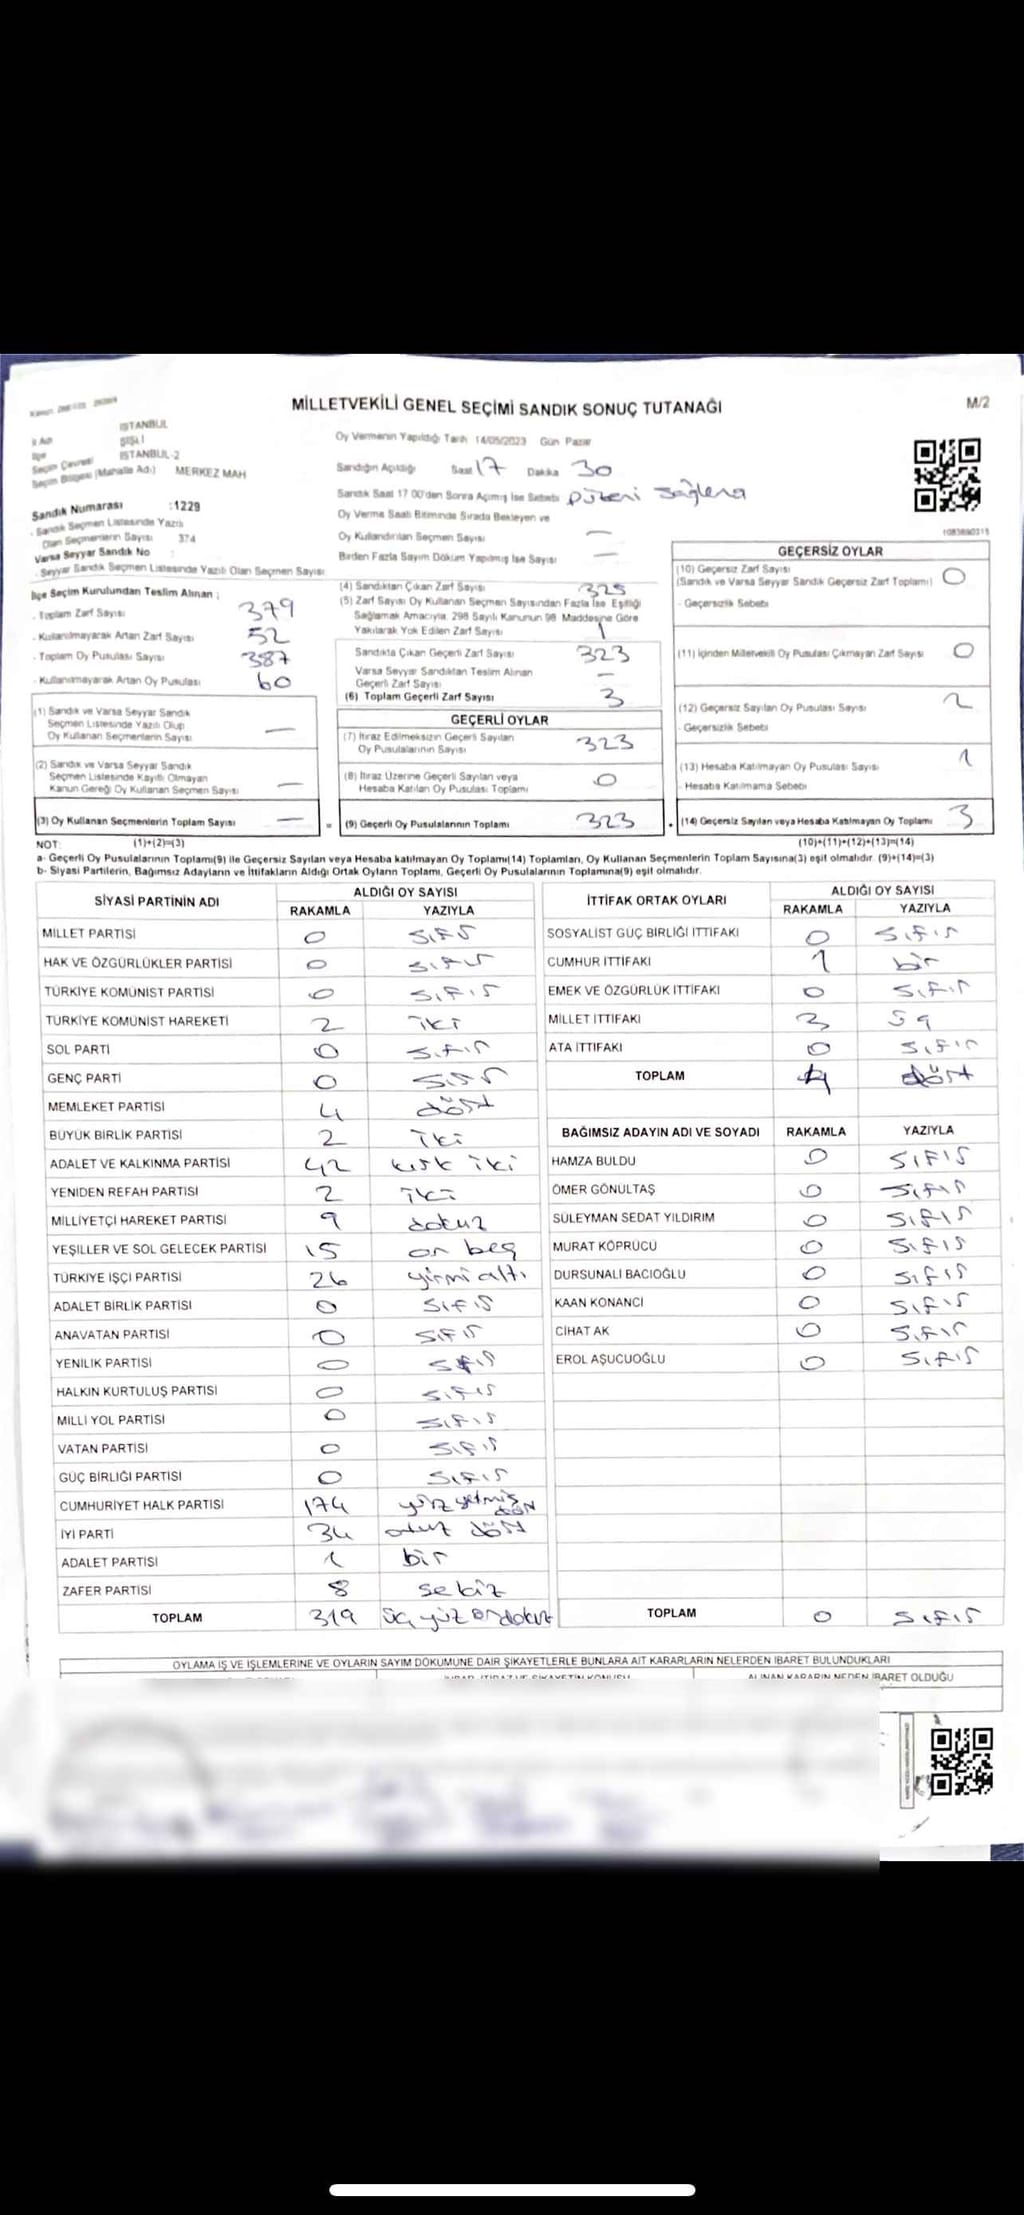 MİLLETVEKİLİ GENEL SEÇİMİ SANDIK SONUÇ TUTANAĞI
M/2
İl Adı İSTANBUL
İlçe ŞİŞLİ
Seçim Çevresi İSTANBUL-2
Seçim Bölgesi (Mahalle Adı) MERKEZ MAH
Sandık Numarası :1229
- Sandık Seçmen Listesinde Yazılı
Olan Seçmenlerin Sayısı 374
Varsa Seyyar Sandık No :
- Seyyar Sandık Seçmen Listesinde Yazılı Olan Seçmen Sayısı
Oy Vermenin Yapıldığı Tarih 14/05/2023 Gün Pazar
Sandığın Açıldığı Saat 17 Dakika 30
Sandık Saat 17 00'den Sonra Açımış İse Sebebi
Oy Verme Saati Bitiminde Sırada Bekleyen ve
Oy Kullandırılan Seçmen Sayısı —
Birden Fazla Sayım Döküm Yapılmış İse Sayısı —
1083690315
İlçe Seçim Kurulundan Teslim Alınan ;
- Toplam Zarf Sayısı 379
- Kullanılmayarak Artan Zarf Sayısı 52
- Toplam Oy Pusulası Sayısı 387
- Kullanılmayarak Artan Oy Pusulası 60
(1) Sandık ve Varsa Seyyar Sandık
Seçmen Listesinde Yazılı Olup
Oy Kullanan Seçmenlerin Sayısı —
(2) Sandık ve Varsa Seyyar Sandık
Seçmen Listesinde Kayıtlı Olmayan
Kanun Gereği Oy Kullanan Seçmen Sayısı —
(3) Oy Kullanan Seçmenlerin Toplam Sayısı —
(4) Sandıktan Çıkan Zarf Sayısı 325
(5) Zarf Sayısı Oy Kullanan Seçmen Sayısından Fazla İse Eşitliği
Sağlamak Amacıyla, 298 Sayılı Kanunun 98 Maddesine Göre
Yakılarak Yok Edilen Zarf Sayısı 1
Sandıkta Çıkan Geçerli Zarf Sayısı 323
Varsa Seyyar Sandıktan Teslim Alınan
Geçerli Zarf Sayısı —
(6) Toplam Geçerli Zarf Sayısı 3
GEÇERLİ OYLAR
(7) İtiraz Edilmeksizin Geçerli Sayılan
Oy Pusulalarının Sayısı 323
(8) İtiraz Üzerine Geçerli Sayılan veya
Hesaba Katılan Oy Pusulası Toplamı 0
= (9) Geçerli Oy Pusulalarının Toplamı 323
GEÇERSİZ OYLAR
(10) Geçersiz Zarf Sayısı 0
(Sandık ve Varsa Seyyar Sandık Geçersiz Zarf Toplamı)
- Geçersizlik Sebebi
(11) İçinden Milletvekili Oy Pusulası Çıkmayan Zarf Sayısı 0
(12) Geçersiz Sayılan Oy Pusulası Sayısı 2
- Geçersizlik Sebebi
(13) Hesaba Katılmayan Oy Pusulası Sayısı 1
- Hesaba Katılmama Sebebi
+ (14) Geçersiz Sayılan veya Hesaba Katılmayan Oy Toplamı 3
NOT: (1)+(2)=(3) (10)+(11)+(12)+(13)=(14)
a- Geçerli Oy Pusulalarının Toplamı(9) ile Geçersiz Sayılan veya Hesaba katılmayan Oy Toplamı(14) Toplamları, Oy Kullanan Seçmenlerin Toplam Sayısına(3) eşit olmalıdır. (9)+(14)=(3)
b- Siyasi Partilerin, Bağımsız Adayların ve İttifakların Aldığı Ortak Oyların Toplamı, Geçerli Oy Pusulalarının Toplamına(9) eşit olmalıdır.
SİYASİ PARTİNİN ADI ALDIĞI OY SAYISI
RAKAMLA YAZIYLA
MİLLET PARTİSİ 0 sıfır
HAK VE ÖZGÜRLÜKLER PARTİSİ 0 sıfır
TÜRKİYE KOMÜNİST PARTİSİ 0 sıfır
TÜRKİYE KOMÜNİST HAREKETİ 2 iki
SOL PARTİ 0 sıfır
GENÇ PARTİ 0 sıfır
MEMLEKET PARTİSİ 4 dört
BÜYÜK BİRLİK PARTİSİ 2 iki
ADALET VE KALKINMA PARTİSİ 42 kırk iki
YENİDEN REFAH PARTİSİ 2 iki
MİLLİYETÇİ HAREKET PARTİSİ 9 dokuz
YEŞİLLER VE SOL GELECEK PARTİSİ 15 on beş
TÜRKİYE İŞÇİ PARTİSİ 26 yirmi altı
ADALET BİRLİK PARTİSİ 0 sıfır
ANAVATAN PARTİSİ 0 sıfır
YENİLİK PARTİSİ 0 sıfır
HALKIN KURTULUŞ PARTİSİ 0 sıfır
MİLLİ YOL PARTİSİ 0 sıfır
VATAN PARTİSİ 0 sıfır
GÜÇ BİRLİĞİ PARTİSİ 0 sıfır
CUMHURİYET HALK PARTİSİ 174 yüz yetmiş dört
İYİ PARTİ 34 otuz dört
ADALET PARTİSİ 1 bir
ZAFER PARTİSİ 8 sekiz
TOPLAM 319 üç yüz on dokuz
İTTİFAK ORTAK OYLARI ALDIĞI OY SAYISI
RAKAMLA YAZIYLA
SOSYALİST GÜÇ BİRLİĞİ İTTİFAKI 0 sıfır
CUMHUR İTTİFAKI 1 bir
EMEK VE ÖZGÜRLÜK İTTİFAKI 0 sıfır
MİLLET İTTİFAKI 3 üç
ATA İTTİFAKI 0 sıfır
TOPLAM 4 dört
BAĞIMSIZ ADAYIN ADI VE SOYADI RAKAMLA YAZIYLA
HAMZA BULDU 0 sıfır
ÖMER GÖNÜLTAŞ 0 sıfır
SÜLEYMAN SEDAT YILDIRIM 0 sıfır
MURAT KÖPRÜCÜ 0 sıfır
DURSUNALİ BACIOĞLU 0 sıfır
KAAN KONANCİ 0 sıfır
CİHAT AK 0 sıfır
EROL AŞUCUOĞLU 0 sıfır
TOPLAM 0 sıfır
OYLAMA İŞ VE İŞLEMLERİNE VE OYLARIN SAYIM DÖKÜMÜNE DAİR ŞİKAYETLERLE BUNLARA AİT KARARLARIN NELERDEN İBARET BULUNDUKLARI
ALINAN KARARIN NEDEN İBARET OLDUĞU